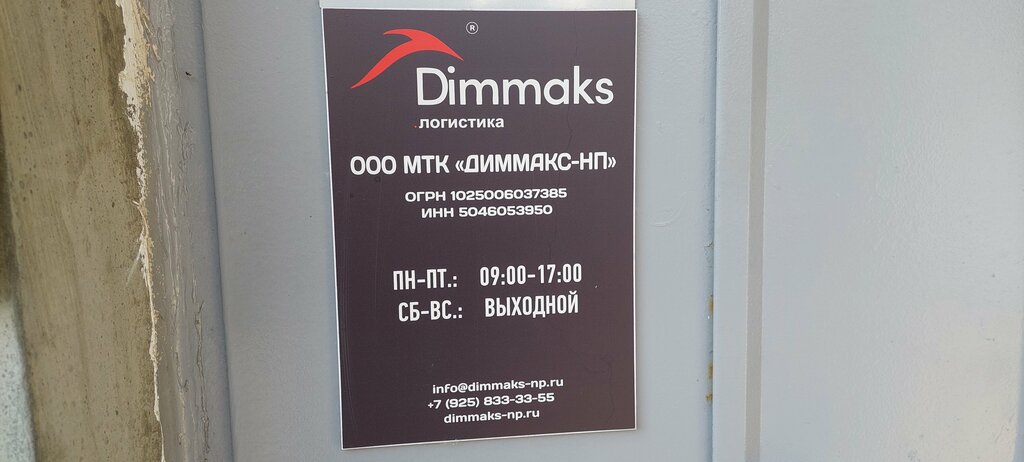 ®
Dimmaks
.логистика
ООО МТК «ДИММАКС-НП»
ОГРН 1025006037385
ИНН 5046053950
ПН-ПТ.: 09:00-17:00
СБ-ВС.: ВЫХОДНОЙ
info@dimmaks-np.ru
+7 (925) 833-33-55
dimmaks-np.ru